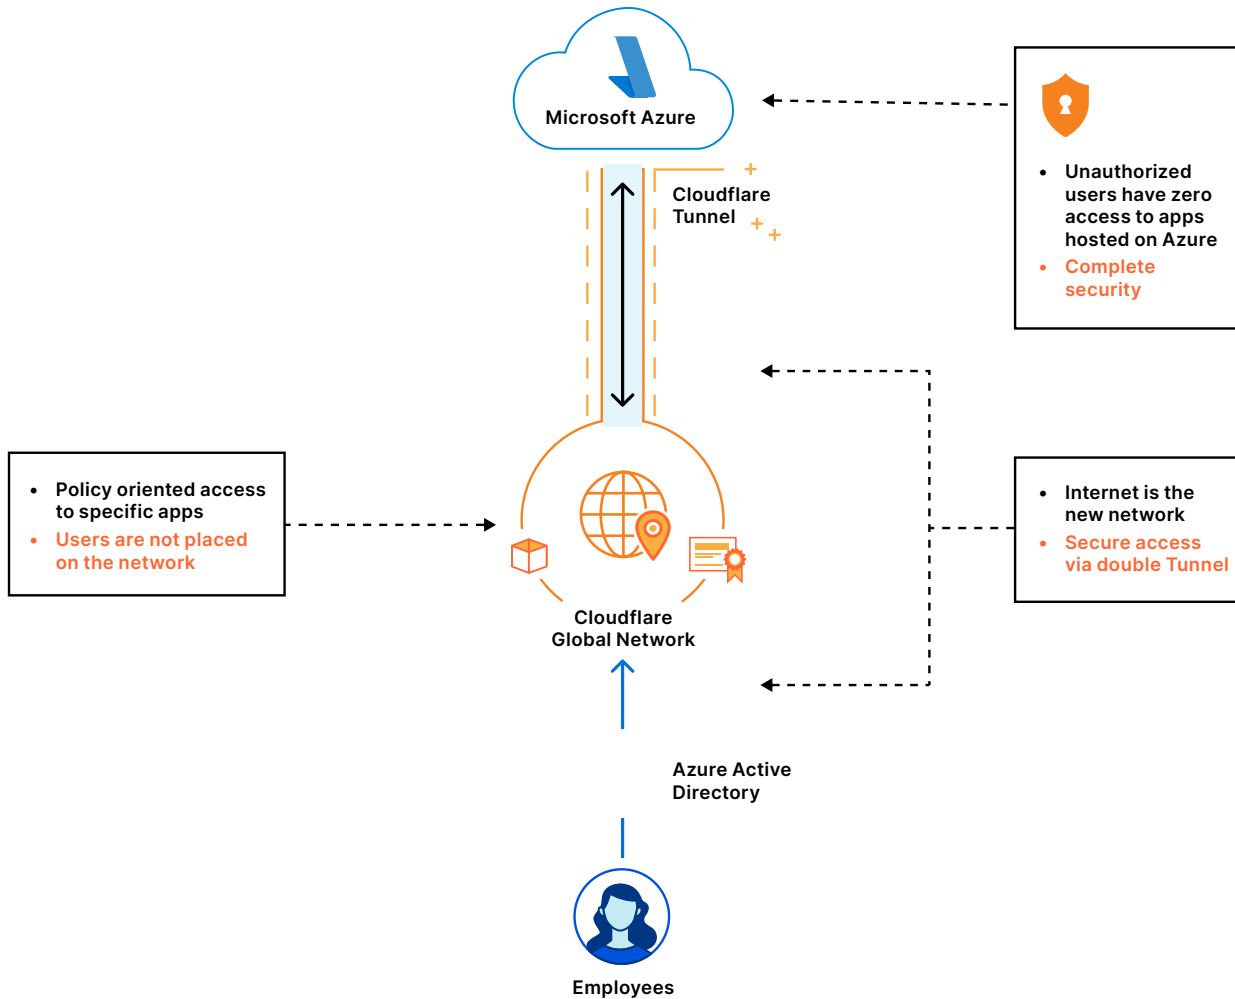 Microsoft Azure
Cloudflare
Tunnel
• Unauthorized
users have zero
access to apps
hosted on Azure
• Complete
security
• Policy oriented access
to specific apps
• Users are not placed
on the network
• Internet is the
new network
• Secure access
via double Tunnel
Cloudflare
Global Network
Azure Active
Directory
Employees